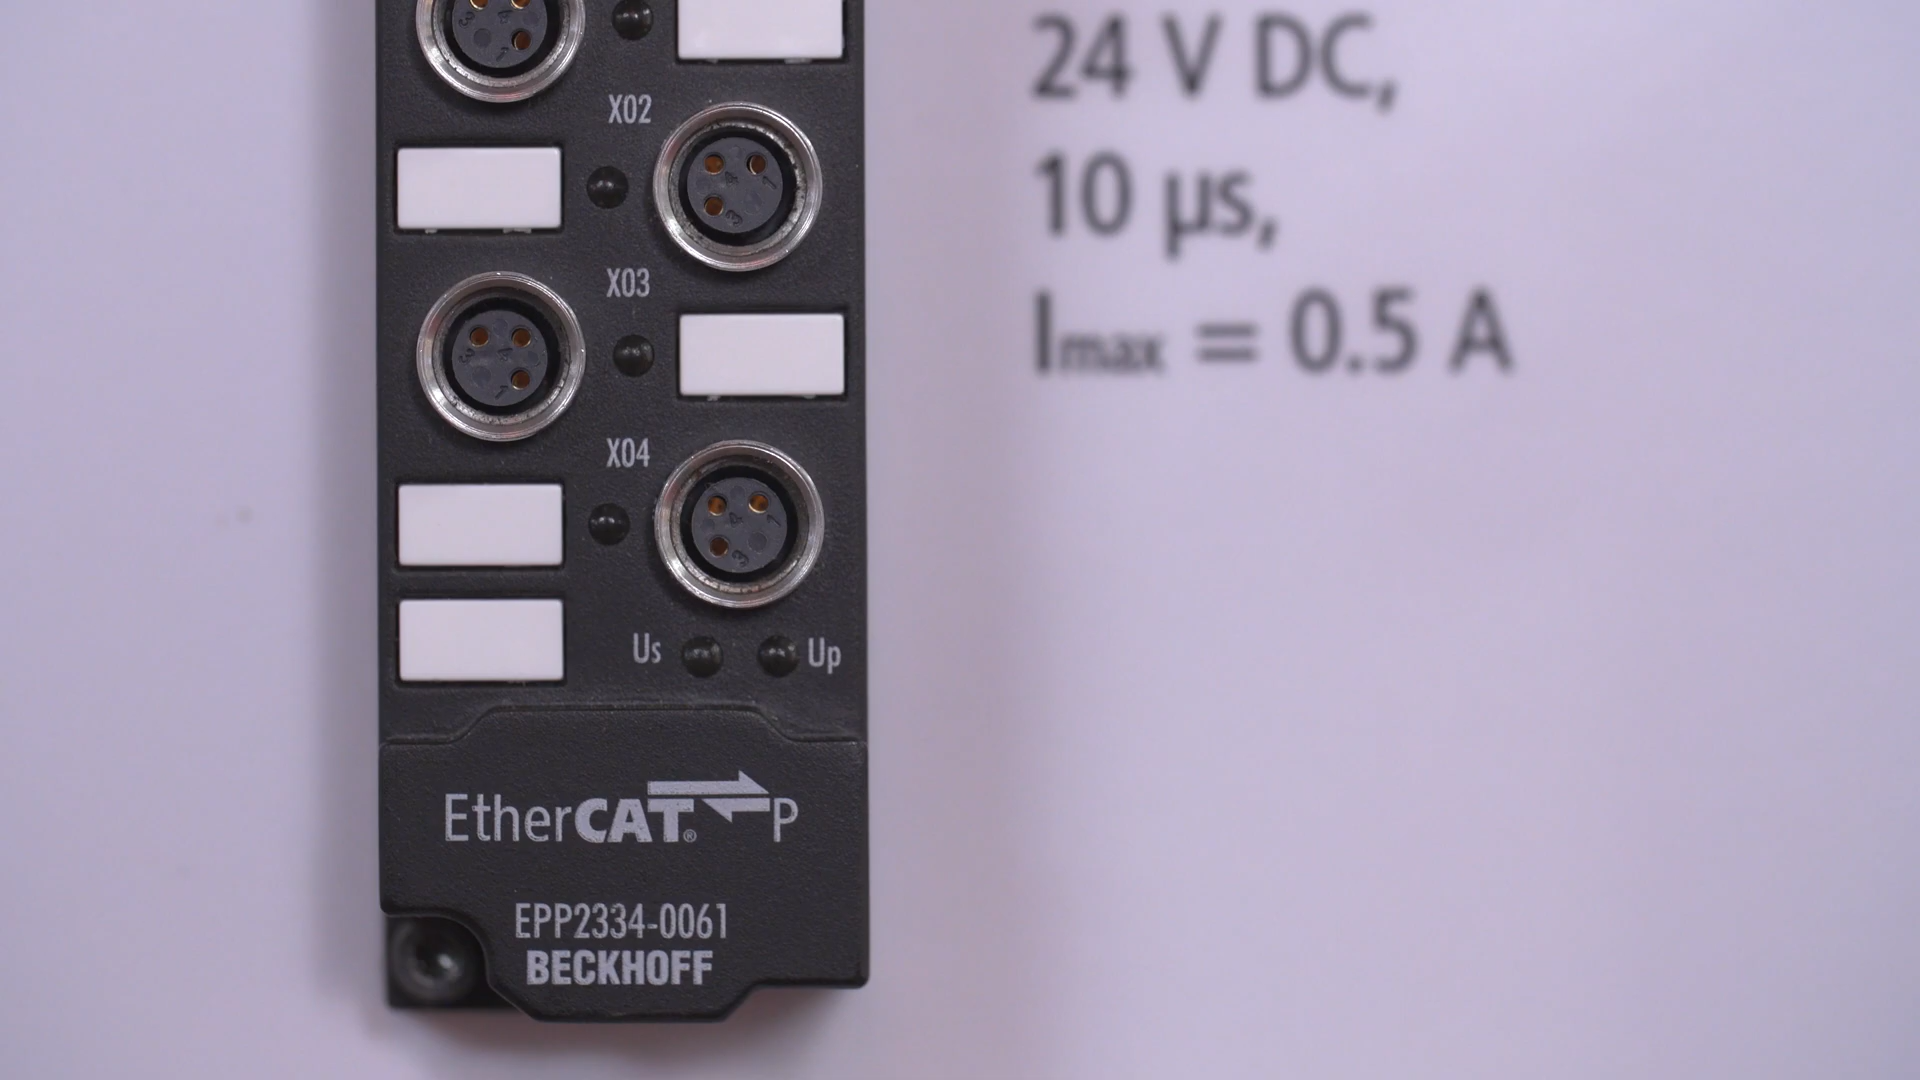 X02
X03
X04
Us Up
EtherCAT® P
EPP2334-0061
BECKHOFF
24 V DC,
10 µs,
Imax = 0.5 A